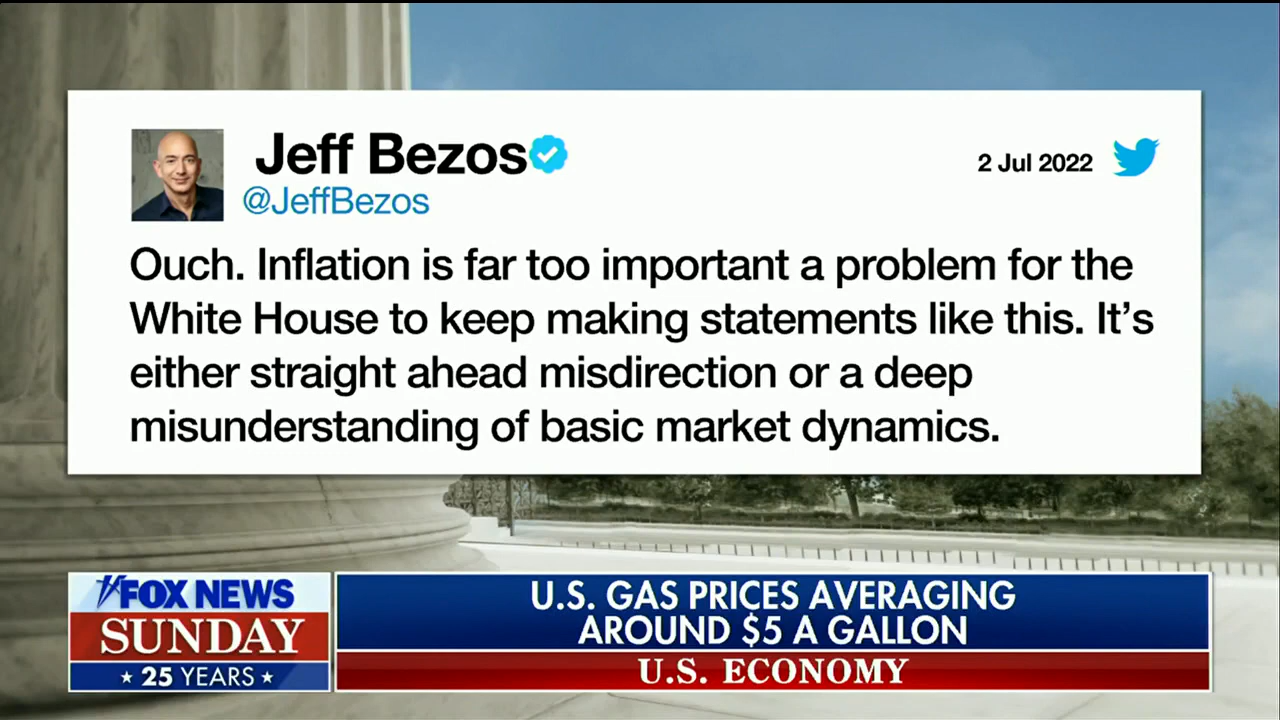 Jeff Bezos
2 Jul 2022
@JeffBezos
Ouch. Inflation is far too important a problem for the
White House to keep making statements like this. It's
either straight ahead misdirection or a deep
misunderstanding of basic market dynamics.
FOX NEWS
SUNDAY
★ 25 YEARS ★
U.S. GAS PRICES AVERAGING
AROUND $5 A GALLON
U.S. ECONOMY